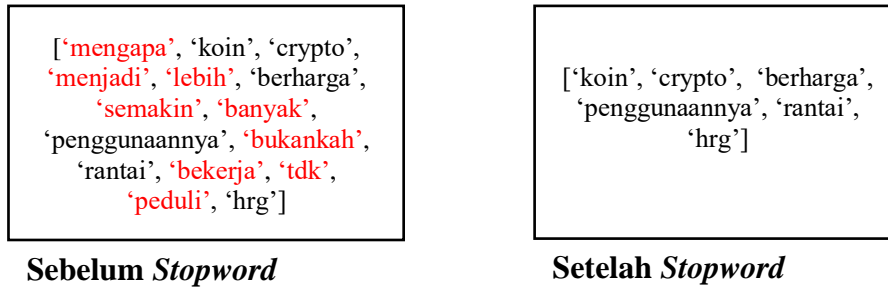 [‘mengapa’, ‘koin’, ‘crypto’,
‘menjadi’, ‘lebih’, ‘berharga’,
‘semakin’, ‘banyak’,
‘penggunaannya’, ‘bukankah’,
‘rantai’, ‘bekerja’, ‘tdk’,
‘peduli’, ‘hrg’]
Sebelum Stopword
[‘koin’, ‘crypto’, ‘berharga’,
‘penggunaannya’, ‘rantai’,
‘hrg’]
Setelah Stopword